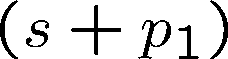 (s + p₁)